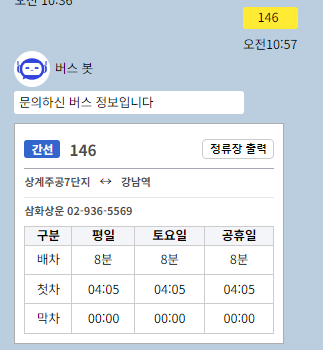 오전 10:36
146
오전10:57
버스 봇
문의하신 버스 정보입니다
간선 146 정류장 출력
상계주공7단지 ↔ 강남역
삼화상운 02-936-5569
구분 평일 토요일 공휴일
배차 8분 8분 8분
첫차 04:05 04:05 04:05
막차 00:00 00:00 00:00